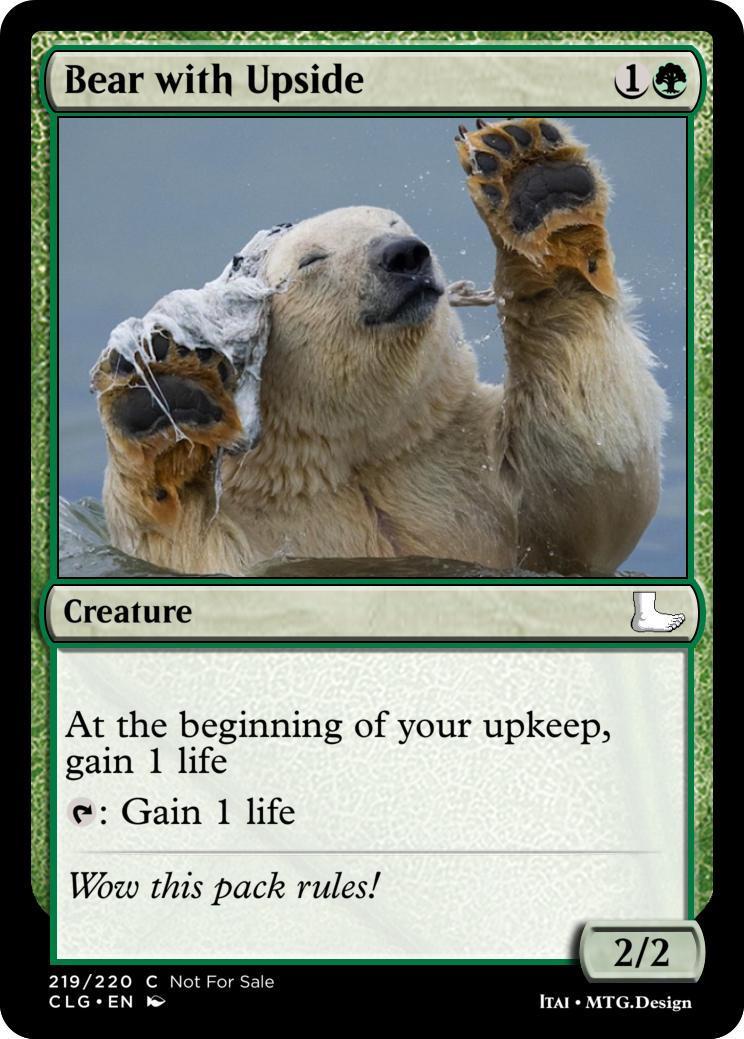 Bear with Upside 1
Creature
At the beginning of your upkeep,
gain 1 life
: Gain 1 life
Wow this pack rules!
2/2
219/220 C Not For Sale
CLG • EN
Itai • MTG.Design